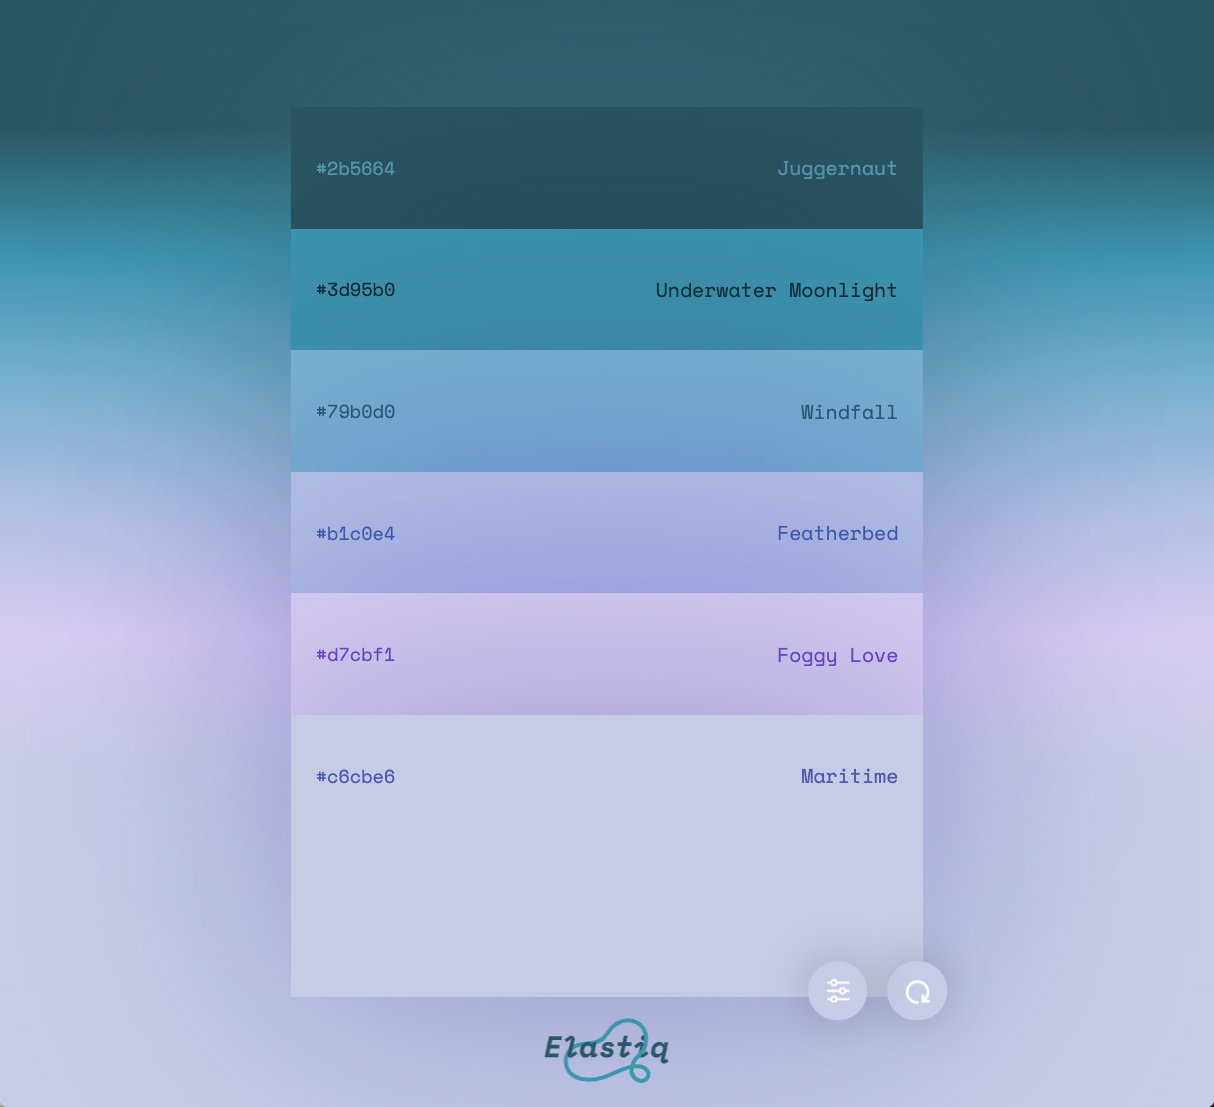 #2b5664 Juggernaut
#3d95b0 Underwater Moonlight
#79b0d0 Windfall
#b1c0e4 Featherbed
#d7cbf1 Foggy Love
#c6cbe6 Maritime
Elastiq